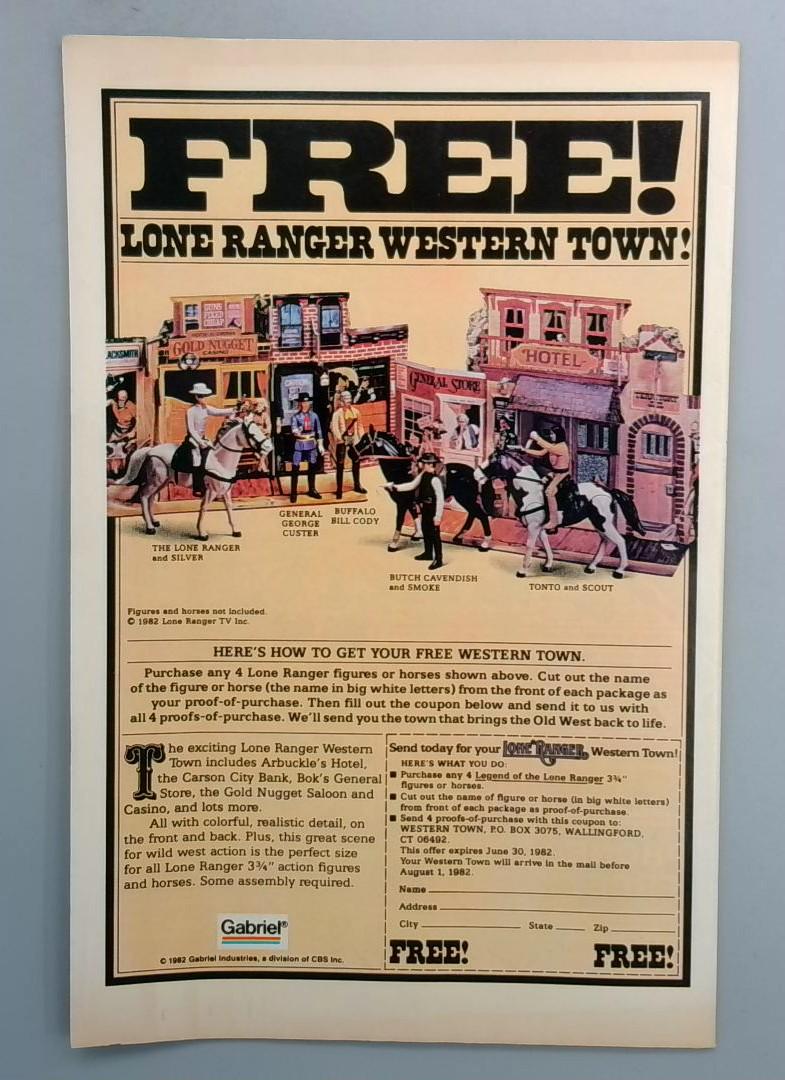 FREE!
LONE RANGER WESTERN TOWN!
GUNS
FIXED
CHEAP
GOLD NUGGET
CASINO
ACKSMITH
GENERAL STORE
HOTEL
THE LONE RANGER
and SILVER
GENERAL
GEORGE
CUSTER
BUFFALO
BILL CODY
BUTCH CAVENDISH
and SMOKE
TONTO and SCOUT
Figures and horses not included.
© 1982 Lone Ranger TV Inc.
HERE'S HOW TO GET YOUR FREE WESTERN TOWN.
Purchase any 4 Lone Ranger figures or horses shown above. Cut out the name
of the figure or horse (the name in big white letters) from the front of each package as
your proof-of-purchase. Then fill out the coupon below and send it to us with
all 4 proofs-of-purchase. We'll send you the town that brings the Old West back to life.
The exciting Lone Ranger Western
Town includes Arbuckle's Hotel,
the Carson City Bank, Bok's General
Store, the Gold Nugget Saloon and
Casino, and lots more.
All with colorful, realistic detail, on
the front and back. Plus, this great scene
for wild west action is the perfect size
for all Lone Ranger 3¾" action figures
and horses. Some assembly required.
Gabriel®
© 1982 Gabriel Industries, a division of CBS Inc.
Send today for your LONE RANGER Western Town!
HERE'S WHAT YOU DO:
■ Purchase any 4 Legend of the Lone Ranger 3¾"
figures or horses.
■ Cut out the name of figure or horse (in big white letters)
from front of each package as proof-of-purchase.
■ Send 4 proofs-of-purchase with this coupon to:
WESTERN TOWN, P.O. BOX 3075, WALLINGFORD,
CT 06492.
This offer expires June 30, 1982.
Your Western Town will arrive in the mail before
August 1, 1982.
Name
Address
City State Zip
FREE! FREE!